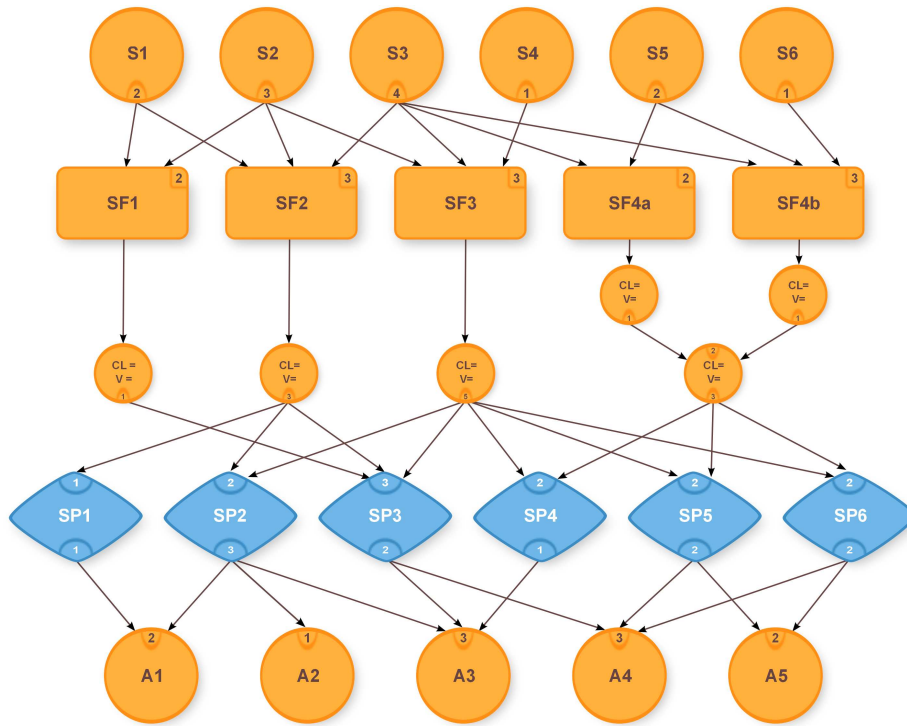 S1 S2 S3 S4 S5 S6
2 3 4 1 2 1
2 3 3 2 3
SF1 SF2 SF3 SF4a SF4b
CL= CL=
V= V=
1 1
2
CL = CL= CL= CL=
V = V= V= V=
1 3 5 3
1 2 3 2 2 2
SP1 SP2 SP3 SP4 SP5 SP6
1 3 2 1 2 2
2 1 3 3 2
A1 A2 A3 A4 A5